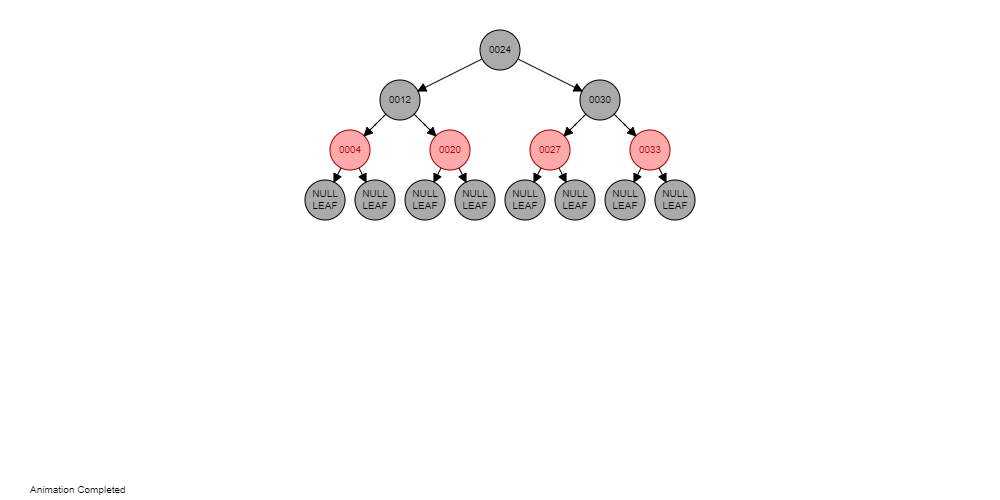 0024
0012
0030
0004
0020
0027
0033
NULL
LEAF
NULL
LEAF
NULL
LEAF
NULL
LEAF
NULL
LEAF
NULL
LEAF
NULL
LEAF
NULL
LEAF
Animation Completed